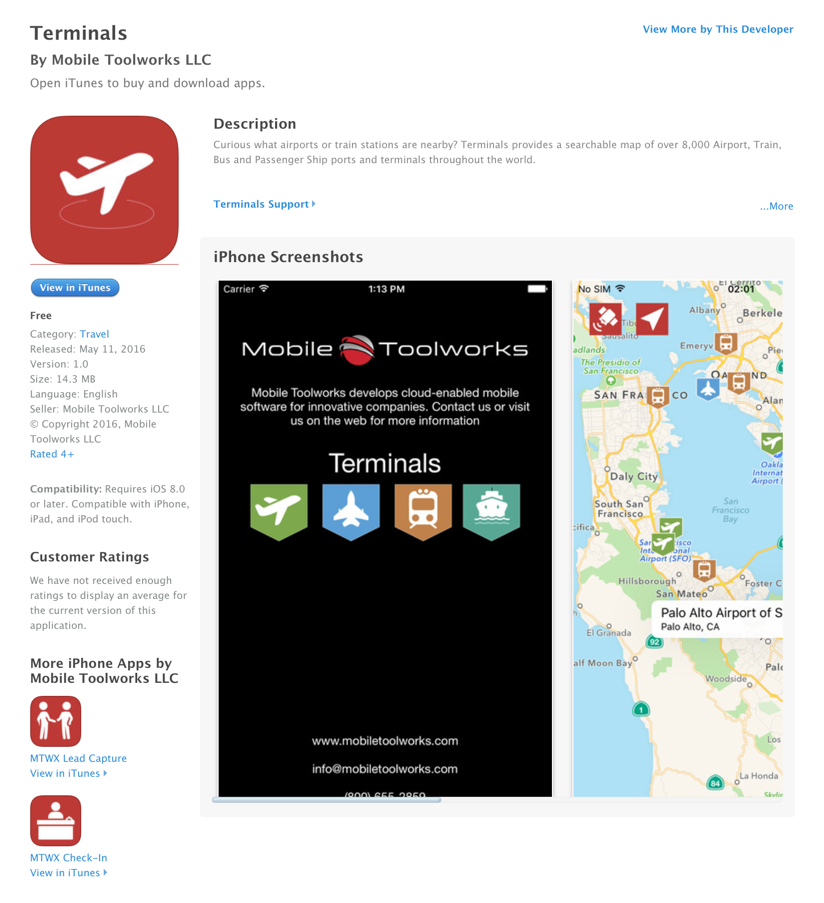 Terminals
View More by This Developer
By Mobile Toolworks LLC
Open iTunes to buy and download apps.
Description
Curious what airports or train stations are nearby? Terminals provides a searchable map of over 8,000 Airport, Train,
Bus and Passenger Ship ports and terminals throughout the world.
Terminals Support
...More
View in iTunes
Free
Category: Travel
Released: May 11, 2016
Version: 1.0
Size: 14.3 MB
Language: English
Seller: Mobile Toolworks LLC
© Copyright 2016, Mobile
Toolworks LLC
Rated 4+
Compatibility: Requires iOS 8.0
or later. Compatible with iPhone,
iPad, and iPod touch.
Customer Ratings
We have not received enough
ratings to display an average for
the current version of this
application.
More iPhone Apps by
Mobile Toolworks LLC
MTWX Lead Capture
View in iTunes
MTWX Check-In
View in iTunes
iPhone Screenshots
Carrier 1:13 PM
Mobile Toolworks
Mobile Toolworks develops cloud-enabled mobile
software for innovative companies. Contact us or visit
us on the web for more information
Terminals
www.mobiletoolworks.com
info@mobiletoolworks.com
(800) 655-2859
No SIM 02:01
El Cerrito
Albany
Berkele
Sausalito
adlands
Emeryv
Pie
The Presidio of
San Francisco
OA ND
SAN FRA CO
Alan
Daly City
Oakla
Internat
Airport (
South San
Francisco
San
Francisco
Bay
cifica
San isco
Inte onal
Airport (SFO)
Hillsborough
Foster C
San Mateo
Palo Alto Airport of S
Palo Alto, CA
El Granada
92
alf Moon Bay
Palo
Woodside
1
Los
La Honda
84
Skylin